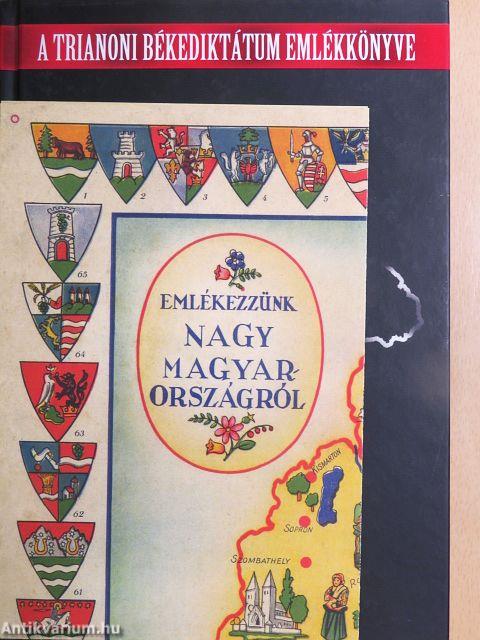 A TRIANONI BÉKEDIKTÁTUM EMLÉKKÖNYVE
1
2
3
4
5
65
64
63
62
61
EMLÉKEZZÜNK
NAGY
MAGYAR-
ORSZÁGRÓL
KISMARTON
SOPRON
SZOMBATHELY
Antikvarium.hu